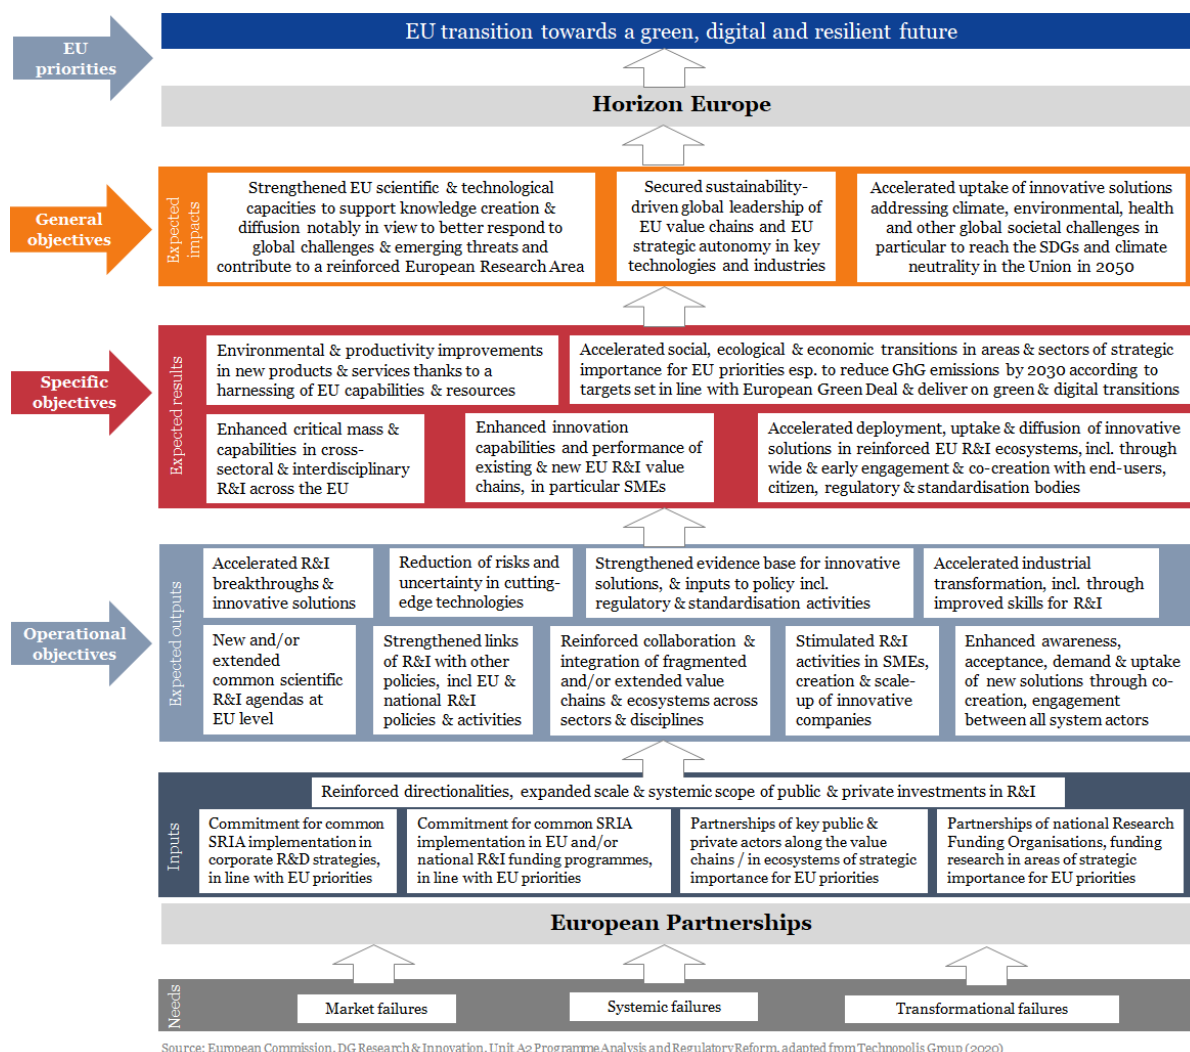 EU
priorities
EU transition towards a green, digital and resilient future
Horizon Europe
General
objectives
Expected
impacts
Strengthened EU scientific & technological
capacities to support knowledge creation &
diffusion notably in view to better respond to
global challenges & emerging threats and
contribute to a reinforced European Research Area
Secured sustainability-
driven global leadership of
EU value chains and EU
strategic autonomy in key
technologies and industries
Accelerated uptake of innovative solutions
addressing climate, environmental, health
and other global societal challenges in
particular to reach the SDGs and climate
neutrality in the Union in 2050
Specific
objectives
Expected results
Environmental & productivity improvements
in new products & services thanks to a
harnessing of EU capabilities & resources
Accelerated social, ecological & economic transitions in areas & sectors of strategic
importance for EU priorities esp. to reduce GhG emissions by 2030 according to
targets set in line with European Green Deal & deliver on green & digital transitions
Enhanced critical mass &
capabilities in cross-
sectoral & interdisciplinary
R&I across the EU
Enhanced innovation
capabilities and performance of
existing & new EU R&I value
chains, in particular SMEs
Accelerated deployment, uptake & diffusion of innovative
solutions in reinforced EU R&I ecosystems, incl. through
wide & early engagement & co-creation with end-users,
citizen, regulatory & standardisation bodies
Operational
objectives
Expected outputs
Accelerated R&I
breakthroughs &
innovative solutions
Reduction of risks and
uncertainty in cutting-
edge technologies
Strengthened evidence base for innovative
solutions, & inputs to policy incl.
regulatory & standardisation activities
Accelerated industrial
transformation, incl. through
improved skills for R&I
New and/or
extended
common scientific
R&I agendas at
EU level
Strengthened links
of R&I with other
policies, incl EU &
national R&I
policies & activities
Reinforced collaboration &
integration of fragmented
and/or extended value
chains & ecosystems across
sectors & disciplines
Stimulated R&I
activities in SMEs,
creation & scale-
up of innovative
companies
Enhanced awareness,
acceptance, demand & uptake
of new solutions through co-
creation, engagement
between all system actors
Inputs
Reinforced directionalities, expanded scale & systemic scope of public & private investments in R&I
Commitment for common
SRIA implementation in
corporate R&D strategies,
in line with EU priorities
Commitment for common SRIA
implementation in EU and/or
national R&I funding programmes,
in line with EU priorities
Partnerships of key public &
private actors along the value
chains / in ecosystems of strategic
importance for EU priorities
Partnerships of national Research
Funding Organisations, funding
research in areas of strategic
importance for EU priorities
European Partnerships
Needs
Market failures
Systemic failures
Transformational failures
Source: European Commission, DG Research & Innovation, Unit A2 Programme Analysis and Regulatory Reform, adapted from Technopolis Group (2020)